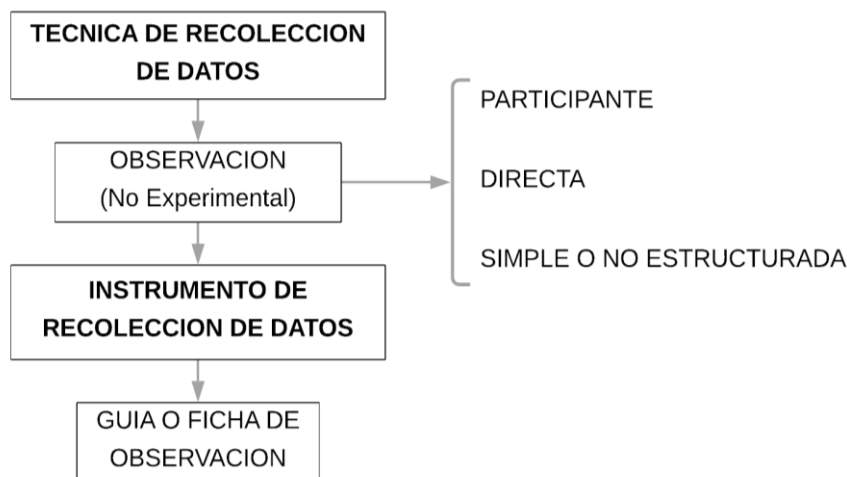 TECNICA DE RECOLECCION
DE DATOS
OBSERVACION
(No Experimental)
PARTICIPANTE
DIRECTA
SIMPLE O NO ESTRUCTURADA
INSTRUMENTO DE
RECOLECCION DE DATOS
GUIA O FICHA DE
OBSERVACION